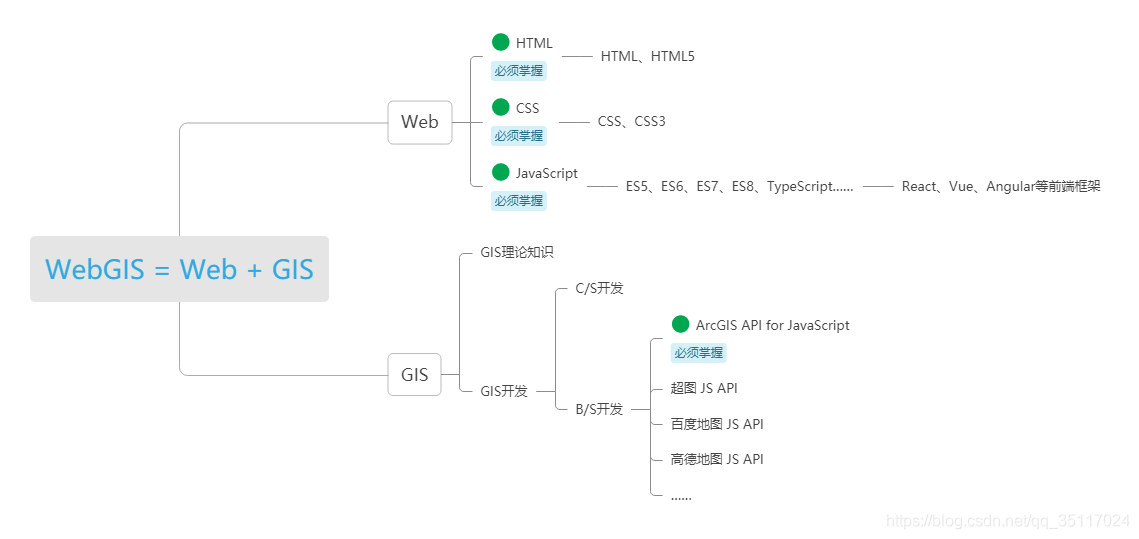 WebGIS = Web + GIS
Web
HTML
必须掌握
HTML、HTML5
CSS
必须掌握
CSS、CSS3
JavaScript
必须掌握
ES5、ES6、ES7、ES8、TypeScript……
React、Vue、Angular等前端框架
GIS
GIS理论知识
GIS开发
C/S开发
B/S开发
ArcGIS API for JavaScript
必须掌握
超图 JS API
百度地图 JS API
高德地图 JS API
……
https://blog.csdn.net/qq_35117024